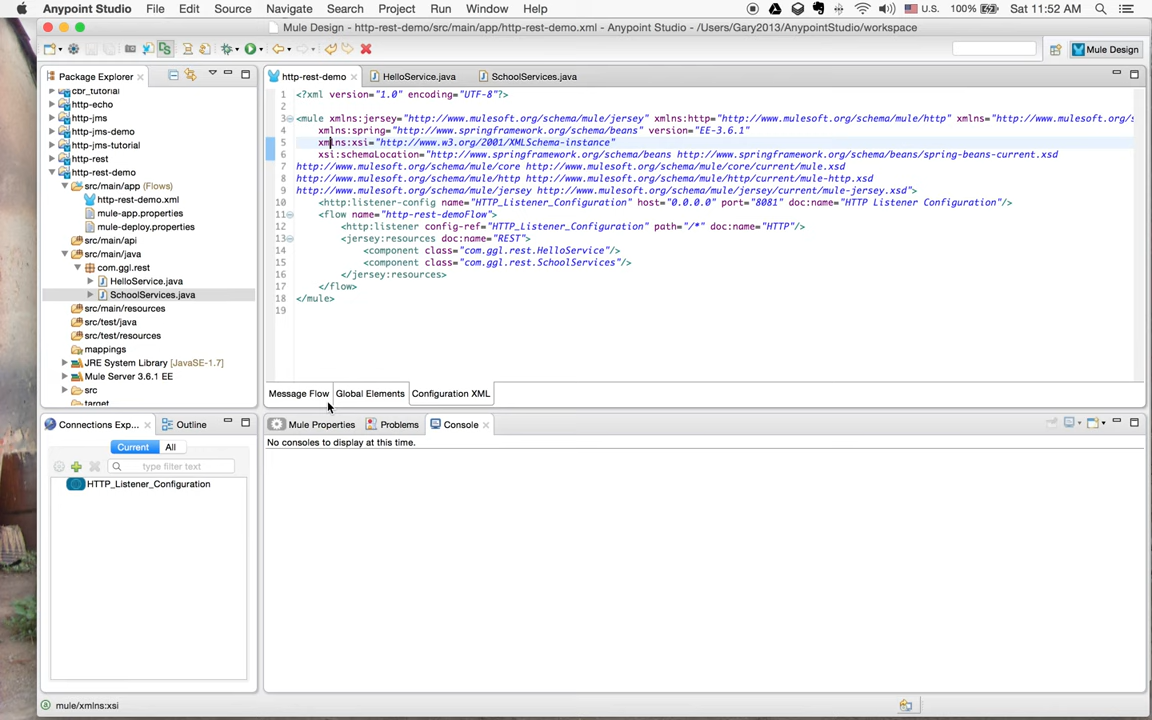 Anypoint Studio File Edit Source Navigate Search Project Run Window Help U.S. 100% Sat 11:52 AM
Mule Design - http-rest-demo/src/main/app/http-rest-demo.xml - Anypoint Studio - /Users/Gary2013/AnypointStudio/workspace
Mule Design
Package Explorer
cbr_tutorial
http-echo
http-jms
http-jms-demo
http-jms-tutorial
http-rest
http-rest-demo
src/main/app (Flows)
http-rest-demo.xml
mule-app.properties
mule-deploy.properties
src/main/api
src/main/java
com.ggl.rest
HelloService.java
SchoolServices.java
src/main/resources
src/test/java
src/test/resources
mappings
JRE System Library [JavaSE-1.7]
Mule Server 3.6.1 EE
src
target
http-rest-demo HelloService.java SchoolServices.java
1 <?xml version="1.0" encoding="UTF-8"?>
2
3 <mule xmlns:jersey="http://www.mulesoft.org/schema/mule/jersey" xmlns:http="http://www.mulesoft.org/schema/mule/http" xmlns="http://www.mulesoft.org/s
4 xmlns:spring="http://www.springframework.org/schema/beans" version="EE-3.6.1"
5 xmlns:xsi="http://www.w3.org/2001/XMLSchema-instance"
6 xsi:schemaLocation="http://www.springframework.org/schema/beans http://www.springframework.org/schema/beans/spring-beans-current.xsd
7 http://www.mulesoft.org/schema/mule/core http://www.mulesoft.org/schema/mule/core/current/mule.xsd
8 http://www.mulesoft.org/schema/mule/http http://www.mulesoft.org/schema/mule/http/current/mule-http.xsd
9 http://www.mulesoft.org/schema/mule/jersey http://www.mulesoft.org/schema/mule/jersey/current/mule-jersey.xsd">
10 <http:listener-config name="HTTP_Listener_Configuration" host="0.0.0.0" port="8081" doc:name="HTTP Listener Configuration"/>
11 <flow name="http-rest-demoFlow">
12 <http:listener config-ref="HTTP_Listener_Configuration" path="/*" doc:name="HTTP"/>
13 <jersey:resources doc:name="REST">
14 <component class="com.ggl.rest.HelloService"/>
15 <component class="com.ggl.rest.SchoolServices"/>
16 </jersey:resources>
17 </flow>
18 </mule>
19
Message Flow Global Elements Configuration XML
Connections Exp... Outline
Current All
type filter text
HTTP_Listener_Configuration
Mule Properties Problems Console
No consoles to display at this time.
mule/xmlns:xsi